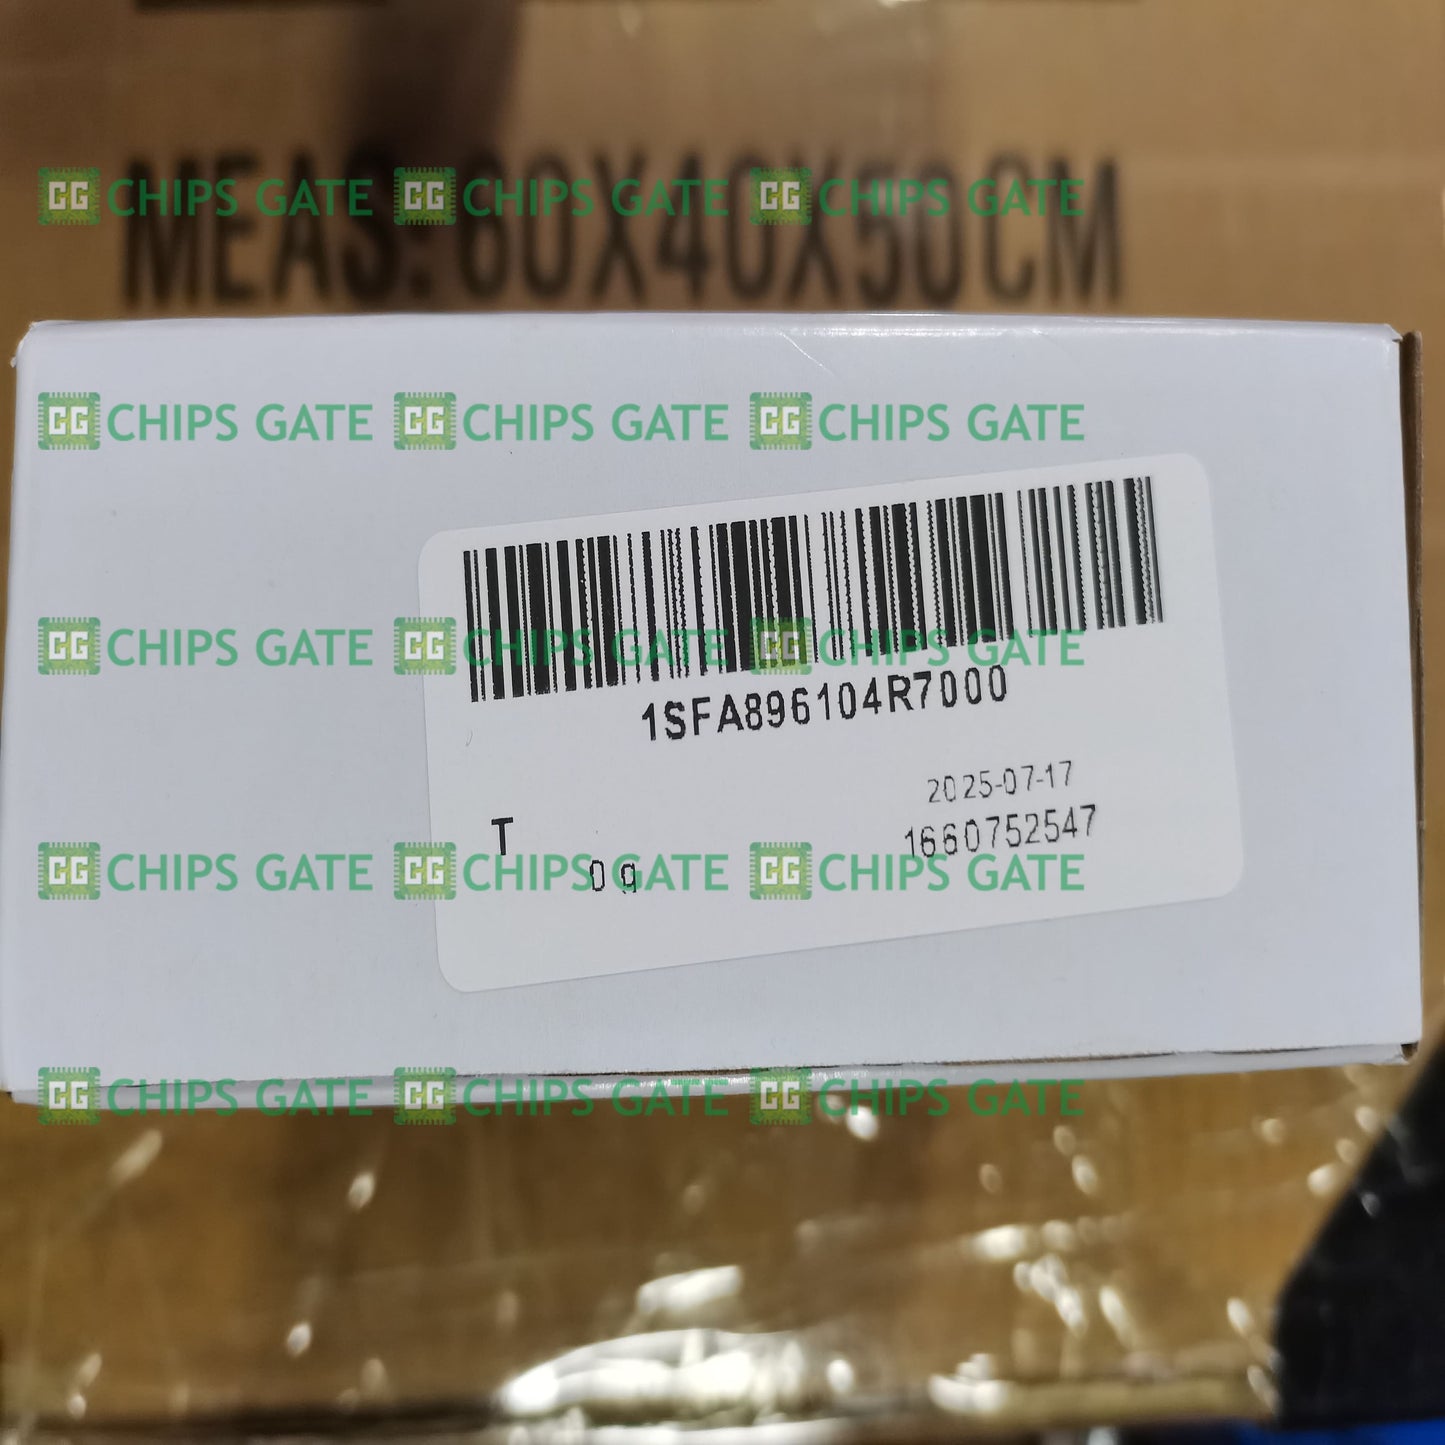 MEAS: 60X40X50CM
CG CHIPS GATE CG CHIPS GATE CG CHIPS GATE
CG CHIPS GATE CG CHIPS GATE CG CHIPS GATE
CG CHIPS GATE CG CHIPS GATE CG CHIPS GATE
1SFA896104R7000
2025-07-17
T
1660752547
0 g
CG CHIPS GATE CG CHIPS GATE CG CHIPS GATE
CG CHIPS GATE CG CHIPS GATE CG CHIPS GATE